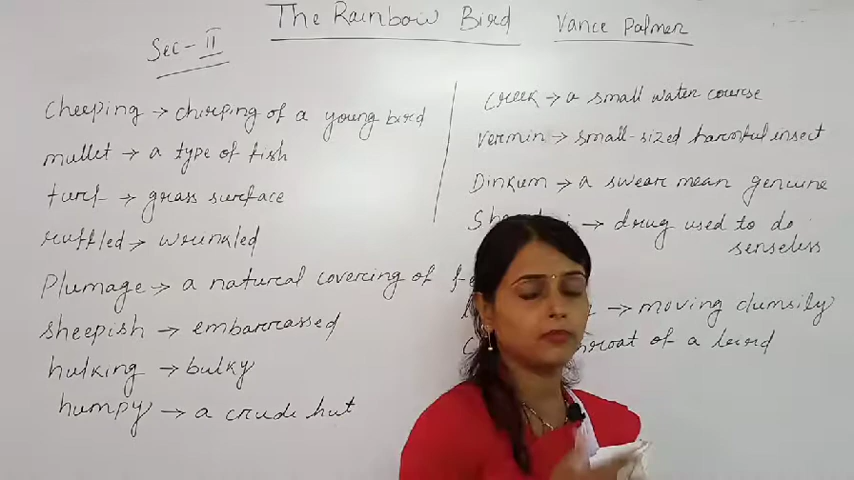 The Rainbow Bird Vance Palmer
Sec-II
cheeping → chirping of a young bird
mullet → a type of fish
turf → grass surface
ruffled → wrinkled
Plumage → a natural covering of
sheepish → embarrassed
hulking → bulky
humpy → a crude hut
creek → a small water course
vermin → small-sized harmful insect
Dinkum → a swear mean genuine
→ drug used to do
senseless
→ moving clumsily
throat of a bird